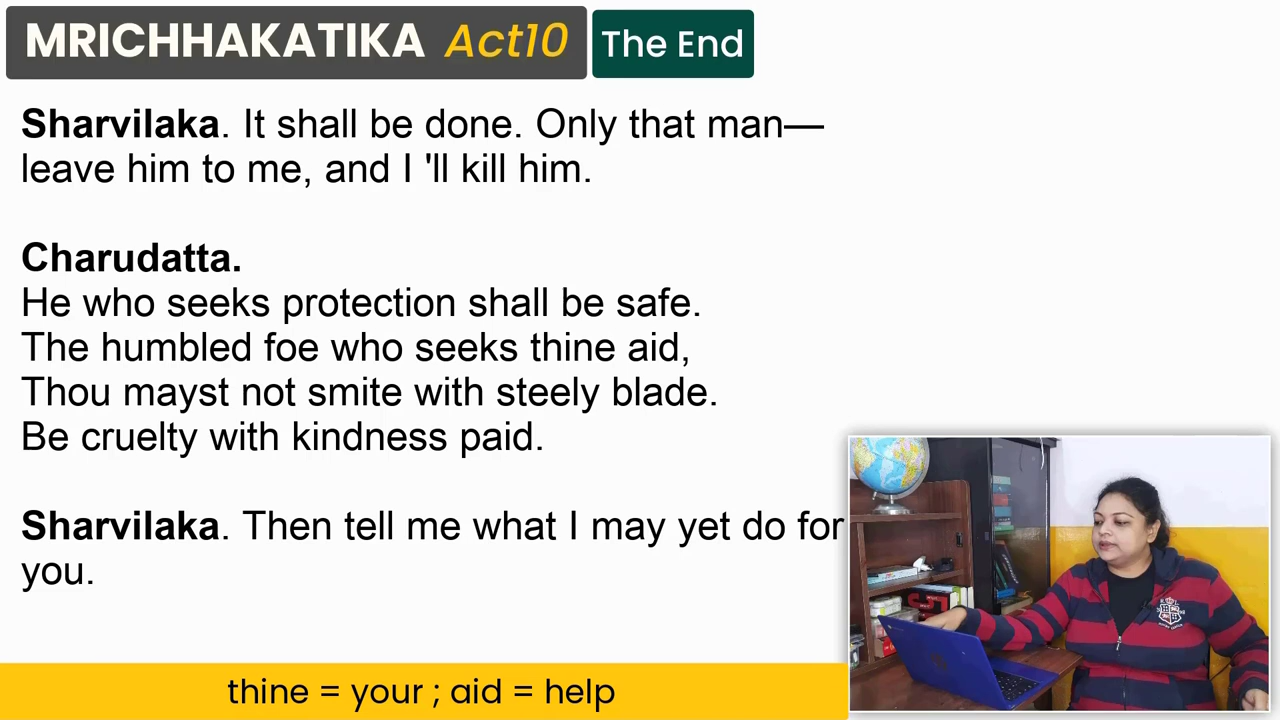 MRICHHAKATIKA Act10 The End
Sharvilaka. It shall be done. Only that man—
leave him to me, and I 'll kill him.
Charudatta.
He who seeks protection shall be safe.
The humbled foe who seeks thine aid,
Thou mayst not smite with steely blade.
Be cruelty with kindness paid.
Sharvilaka. Then tell me what I may yet do for
you.
thine = your ; aid = help